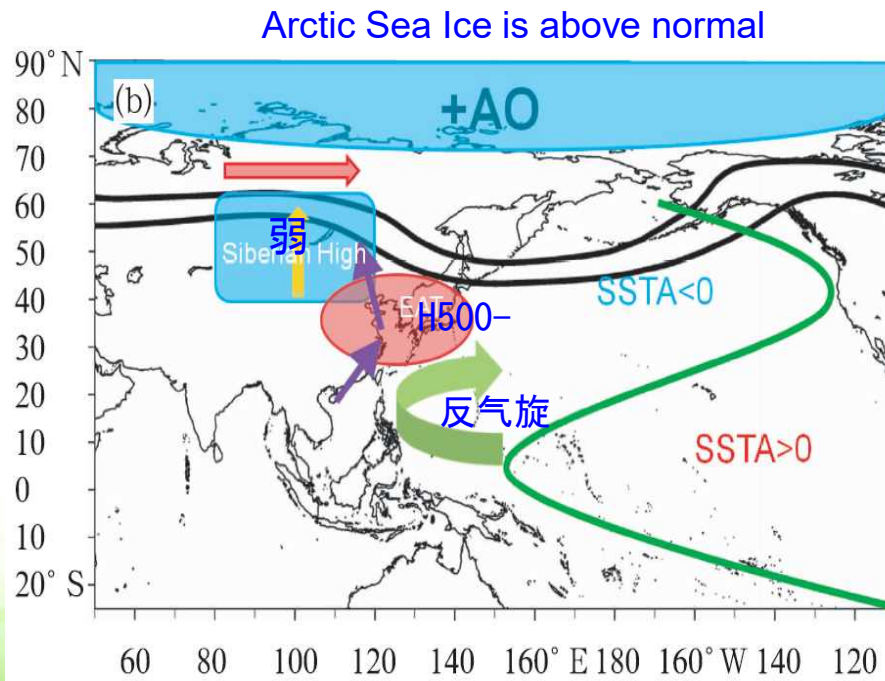 Arctic Sea Ice is above normal
90° N
(b)
+AO
80
70
60
弱
50
Siberian High
SSTA<0
40
EAT
H500-
30
20
反气旋
10
SSTA>0
0
10
20° S
60 80 100 120 140 160° E 180 160° W 140 120